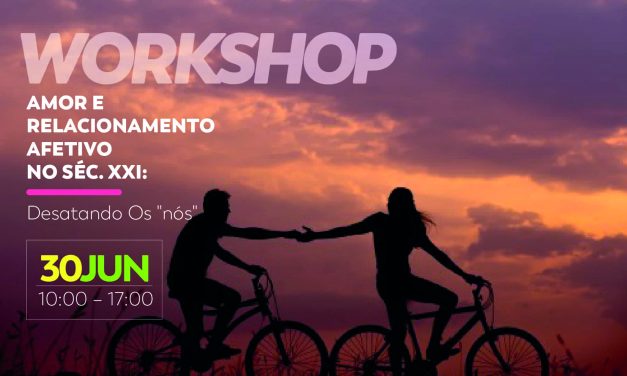 WORKSHOP
AMOR E
RELACIONAMENTO
AFETIVO
NO SÉC. XXI:
Desatando Os "nós"
30JUN
10:00 – 17:00